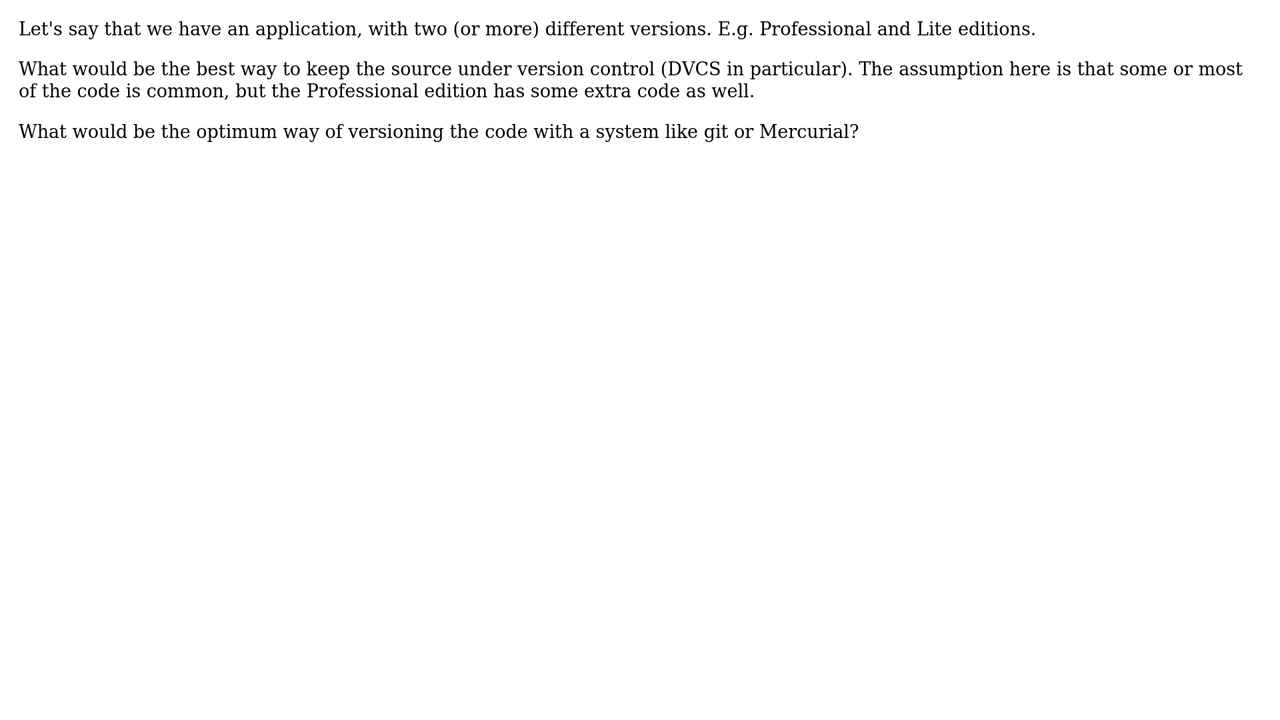 Let's say that we have an application, with two (or more) different versions. E.g. Professional and Lite editions.
What would be the best way to keep the source under version control (DVCS in particular). The assumption here is that some or most
of the code is common, but the Professional edition has some extra code as well.
What would be the optimum way of versioning the code with a system like git or Mercurial?